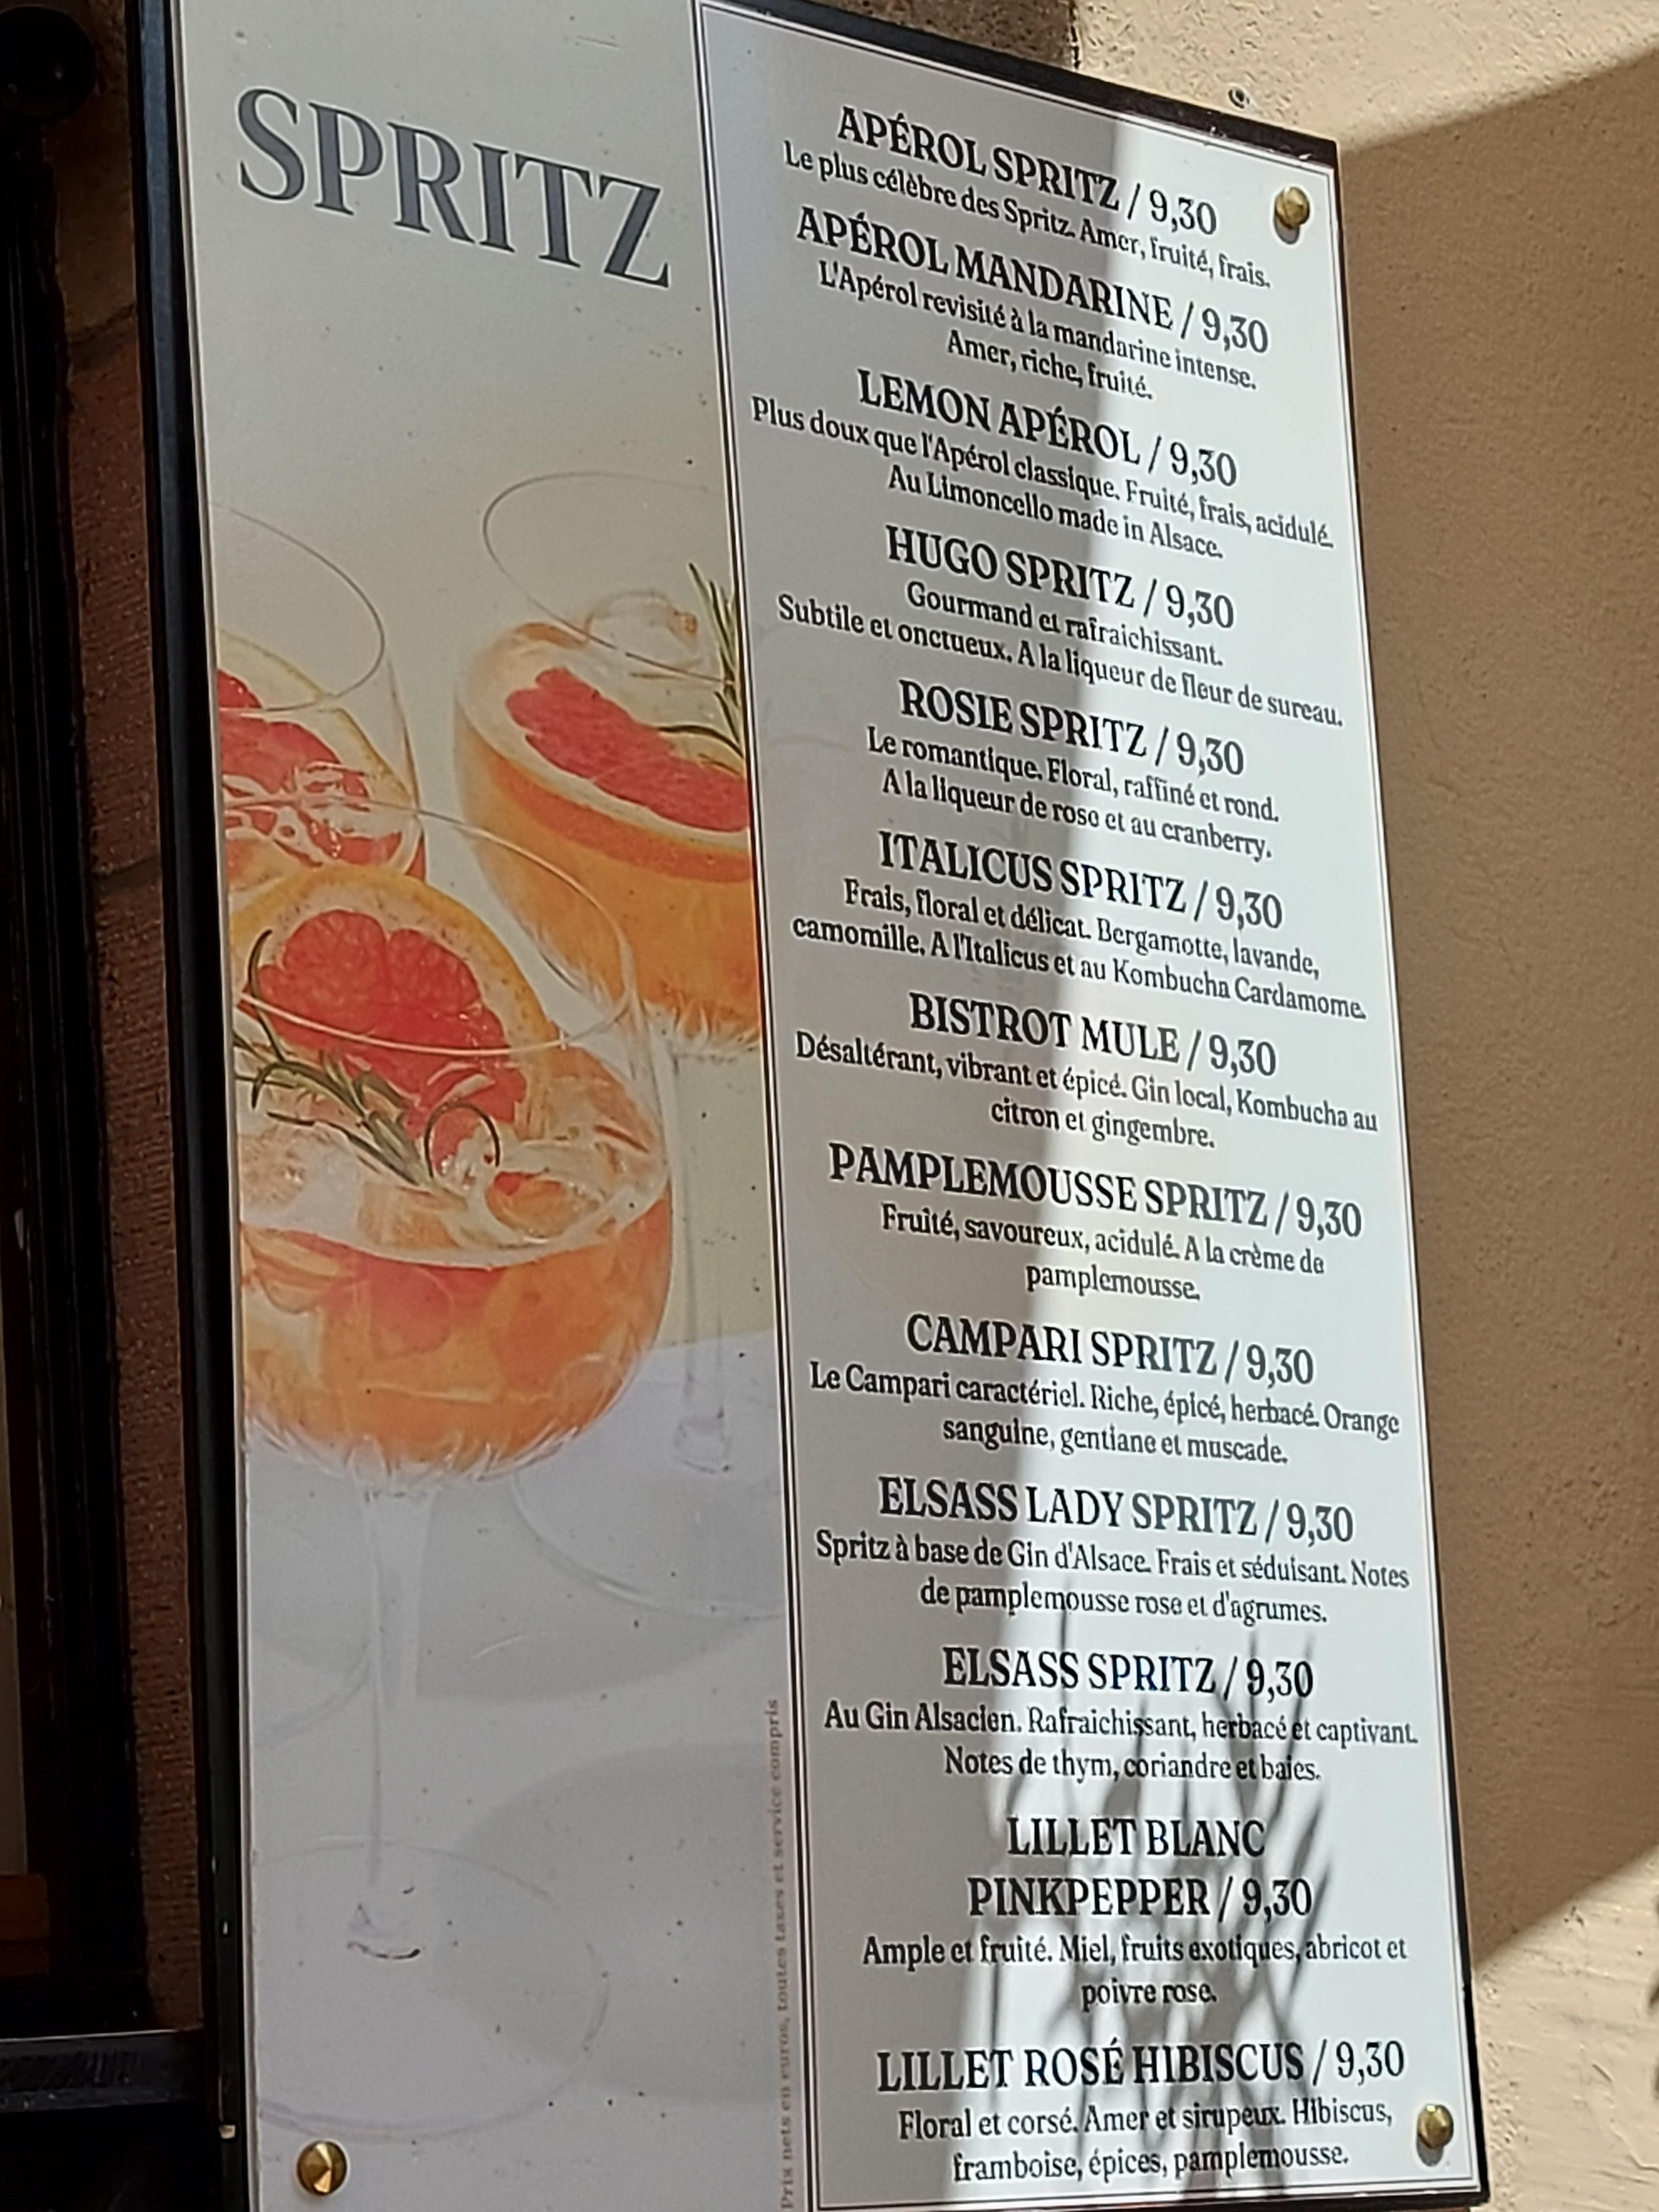 SPRITZ
APÉROL SPRITZ / 9,30
Le plus célèbre des Spritz. Amer, fruité, frais.
APÉROL MANDARINE / 9,30
L'Apérol revisité à la mandarine intense.
Amer, riche, fruité.
LEMON APÉROL / 9,30
Plus doux que l'Apérol classique. Fruité, frais, acidulé.
Au Limoncello made in Alsace.
HUGO SPRITZ / 9,30
Gourmand et rafraichissant.
Subtile et onctueux. A la liqueur de fleur de sureau.
ROSIE SPRITZ / 9,30
Le romantique. Floral, raffiné et rond.
A la liqueur de rose et au cranberry.
ITALICUS SPRITZ / 9,30
Frais, floral et délicat. Bergamotte, lavande,
camomille. A l'Italicus et au Kombucha Cardamome.
BISTROT MULE / 9,30
Désaltérant, vibrant et épicé. Gin local, Kombucha au
citron et gingembre.
PAMPLEMOUSSE SPRITZ / 9,30
Fruité, savoureux, acidulé. A la crème de
pamplemousse.
CAMPARI SPRITZ / 9,30
Le Campari caractériel. Riche, épicé, herbacé. Orange
sanguine, gentiane et muscade.
ELSASS LADY SPRITZ / 9,30
Spritz à base de Gin d'Alsace. Frais et séduisant. Notes
de pamplemousse rose et d'agrumes.
ELSASS SPRITZ / 9,30
Au Gin Alsacien. Rafraichissant, herbacé et captivant.
Notes de thym, coriandre et baies.
LILLET BLANC
PINKPEPPER / 9,30
Ample et fruité. Miel, fruits exotiques, abricot et
poivre rose.
LILLET ROSÉ HIBISCUS / 9,30
Floral et corsé. Amer et sirupeux. Hibiscus,
framboise, épices, pamplemousse.
Prix nets en euros, toutes taxes et service compris